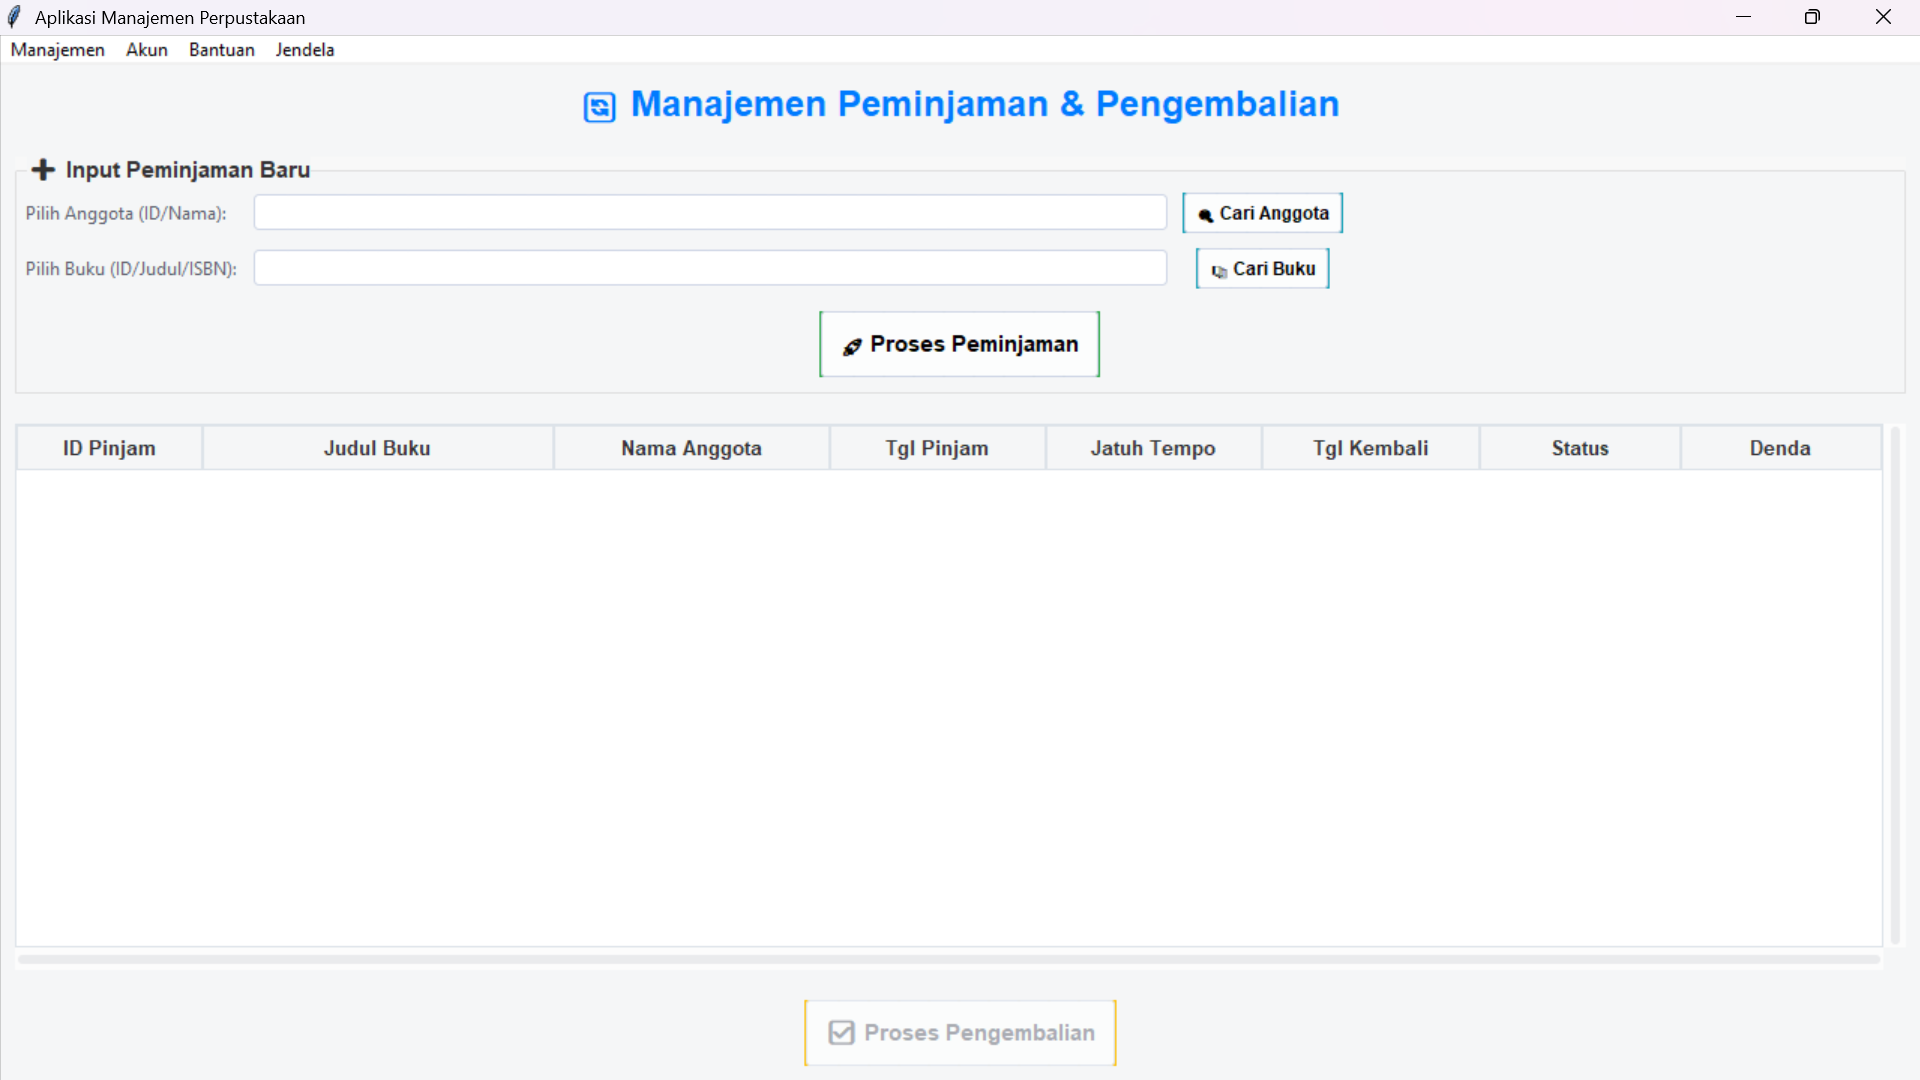 Aplikasi Manajemen Perpustakaan
Manajemen Akun Bantuan Jendela
Manajemen Peminjaman & Pengembalian
Input Peminjaman Baru
Pilih Anggota (ID/Nama): Cari Anggota
Pilih Buku (ID/Judul/ISBN): Cari Buku
Proses Peminjaman
ID Pinjam Judul Buku Nama Anggota Tgl Pinjam Jatuh Tempo Tgl Kembali Status Denda
Proses Pengembalian